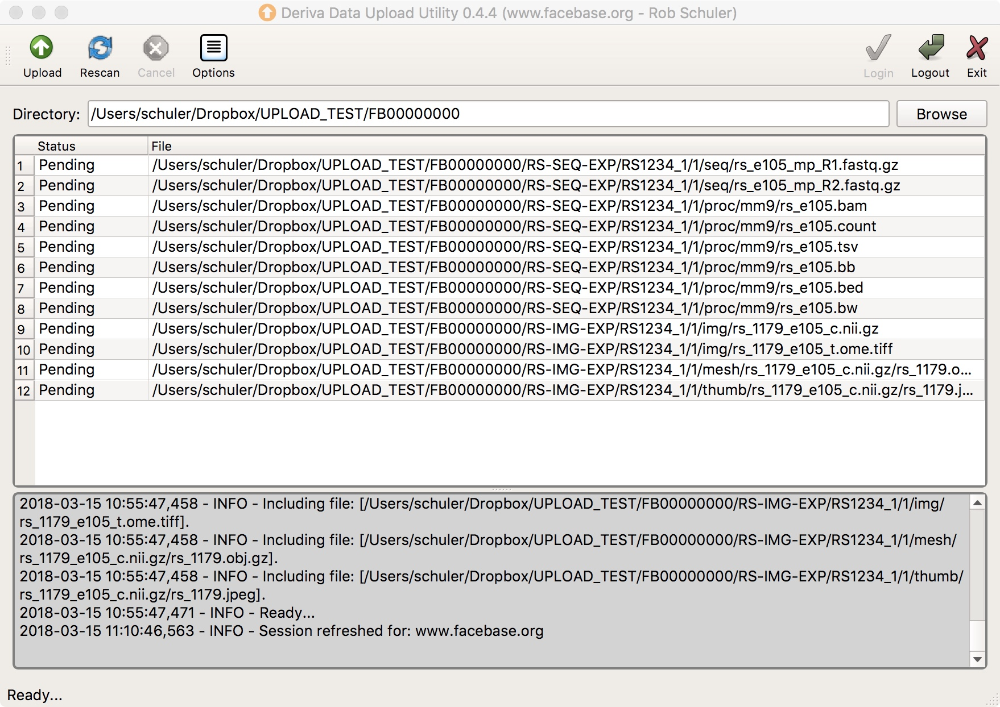 Deriva Data Upload Utility 0.4.4 (www.facebase.org - Rob Schuler)
Upload Rescan Cancel Options Login Logout Exit
Directory: /Users/schuler/Dropbox/UPLOAD_TEST/FB00000000 Browse
Status File
1 Pending /Users/schuler/Dropbox/UPLOAD_TEST/FB00000000/RS-SEQ-EXP/RS1234_1/1/seq/rs_e105_mp_R1.fastq.gz
2 Pending /Users/schuler/Dropbox/UPLOAD_TEST/FB00000000/RS-SEQ-EXP/RS1234_1/1/seq/rs_e105_mp_R2.fastq.gz
3 Pending /Users/schuler/Dropbox/UPLOAD_TEST/FB00000000/RS-SEQ-EXP/RS1234_1/1/proc/mm9/rs_e105.bam
4 Pending /Users/schuler/Dropbox/UPLOAD_TEST/FB00000000/RS-SEQ-EXP/RS1234_1/1/proc/mm9/rs_e105.count
5 Pending /Users/schuler/Dropbox/UPLOAD_TEST/FB00000000/RS-SEQ-EXP/RS1234_1/1/proc/mm9/rs_e105.tsv
6 Pending /Users/schuler/Dropbox/UPLOAD_TEST/FB00000000/RS-SEQ-EXP/RS1234_1/1/proc/mm9/rs_e105.bb
7 Pending /Users/schuler/Dropbox/UPLOAD_TEST/FB00000000/RS-SEQ-EXP/RS1234_1/1/proc/mm9/rs_e105.bed
8 Pending /Users/schuler/Dropbox/UPLOAD_TEST/FB00000000/RS-SEQ-EXP/RS1234_1/1/proc/mm9/rs_e105.bw
9 Pending /Users/schuler/Dropbox/UPLOAD_TEST/FB00000000/RS-IMG-EXP/RS1234_1/1/img/rs_1179_e105_c.nii.gz
10 Pending /Users/schuler/Dropbox/UPLOAD_TEST/FB00000000/RS-IMG-EXP/RS1234_1/1/img/rs_1179_e105_t.ome.tiff
11 Pending /Users/schuler/Dropbox/UPLOAD_TEST/FB00000000/RS-IMG-EXP/RS1234_1/1/mesh/rs_1179_e105_c.nii.gz/rs_1179.o...
12 Pending /Users/schuler/Dropbox/UPLOAD_TEST/FB00000000/RS-IMG-EXP/RS1234_1/1/thumb/rs_1179_e105_c.nii.gz/rs_1179.j...
2018-03-15 10:55:47,458 - INFO - Including file: [/Users/schuler/Dropbox/UPLOAD_TEST/FB00000000/RS-IMG-EXP/RS1234_1/1/img/
rs_1179_e105_t.ome.tiff].
2018-03-15 10:55:47,458 - INFO - Including file: [/Users/schuler/Dropbox/UPLOAD_TEST/FB00000000/RS-IMG-EXP/RS1234_1/1/mesh/
rs_1179_e105_c.nii.gz/rs_1179.obj.gz].
2018-03-15 10:55:47,458 - INFO - Including file: [/Users/schuler/Dropbox/UPLOAD_TEST/FB00000000/RS-IMG-EXP/RS1234_1/1/thumb/
rs_1179_e105_c.nii.gz/rs_1179.jpeg].
2018-03-15 10:55:47,471 - INFO - Ready...
2018-03-15 11:10:46,563 - INFO - Session refreshed for: www.facebase.org
Ready...